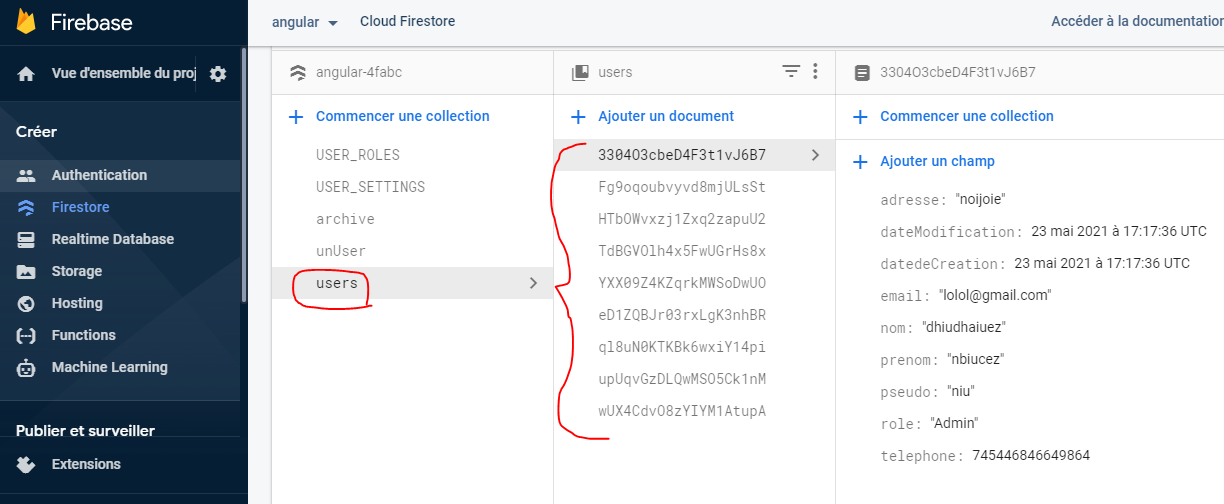 Firebase
angular
Cloud Firestore
Accéder à la documentation
Vue d'ensemble du proj
Créer
Authentication
Firestore
Realtime Database
Storage
Hosting
Functions
Machine Learning
Publier et surveiller
Extensions
angular-4fabc
Commencer une collection
USER_ROLES
USER_SETTINGS
archive
unUser
users
users
Ajouter un document
3304O3cbeD4F3t1vJ6B7
Fg9oqoubvyvd8mjULsSt
HTbOWvxzj1Zxq2zapuU2
TdBGVOlh4x5FwUGrHs8x
YXX09Z4KZqrkMWSoDwUO
eD1ZQBJr03rxLgK3nhBR
ql8uN0KTKBk6wxiY14pi
upUqvGzDLQwMSO5Ck1nM
wUX4CdvO8zYIYM1AtupA
3304O3cbeD4F3t1vJ6B7
Commencer une collection
Ajouter un champ
adresse: "noijoie"
dateModification: 23 mai 2021 à 17:17:36 UTC
datedeCreation: 23 mai 2021 à 17:17:36 UTC
email: "lolol@gmail.com"
nom: "dhiudhaiuez"
prenom: "nbiucez"
pseudo: "niu"
role: "Admin"
telephone: 745446846649864